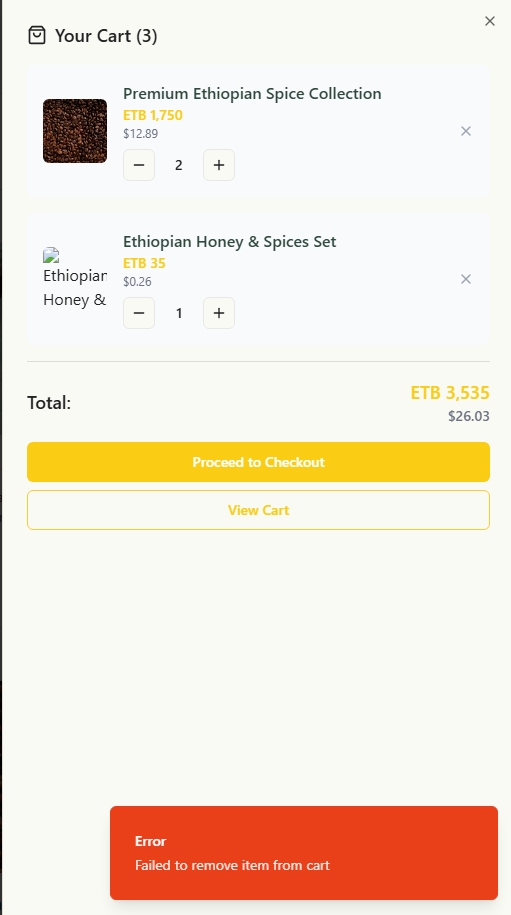 Your Cart (3)
Premium Ethiopian Spice Collection
ETB 1,750
$12.89
2
Ethiopian Honey & Spices Set
ETB 35
$0.26
Ethiopian
Honey &
1
Total:
ETB 3,535
$26.03
Proceed to Checkout
View Cart
Error
Failed to remove item from cart